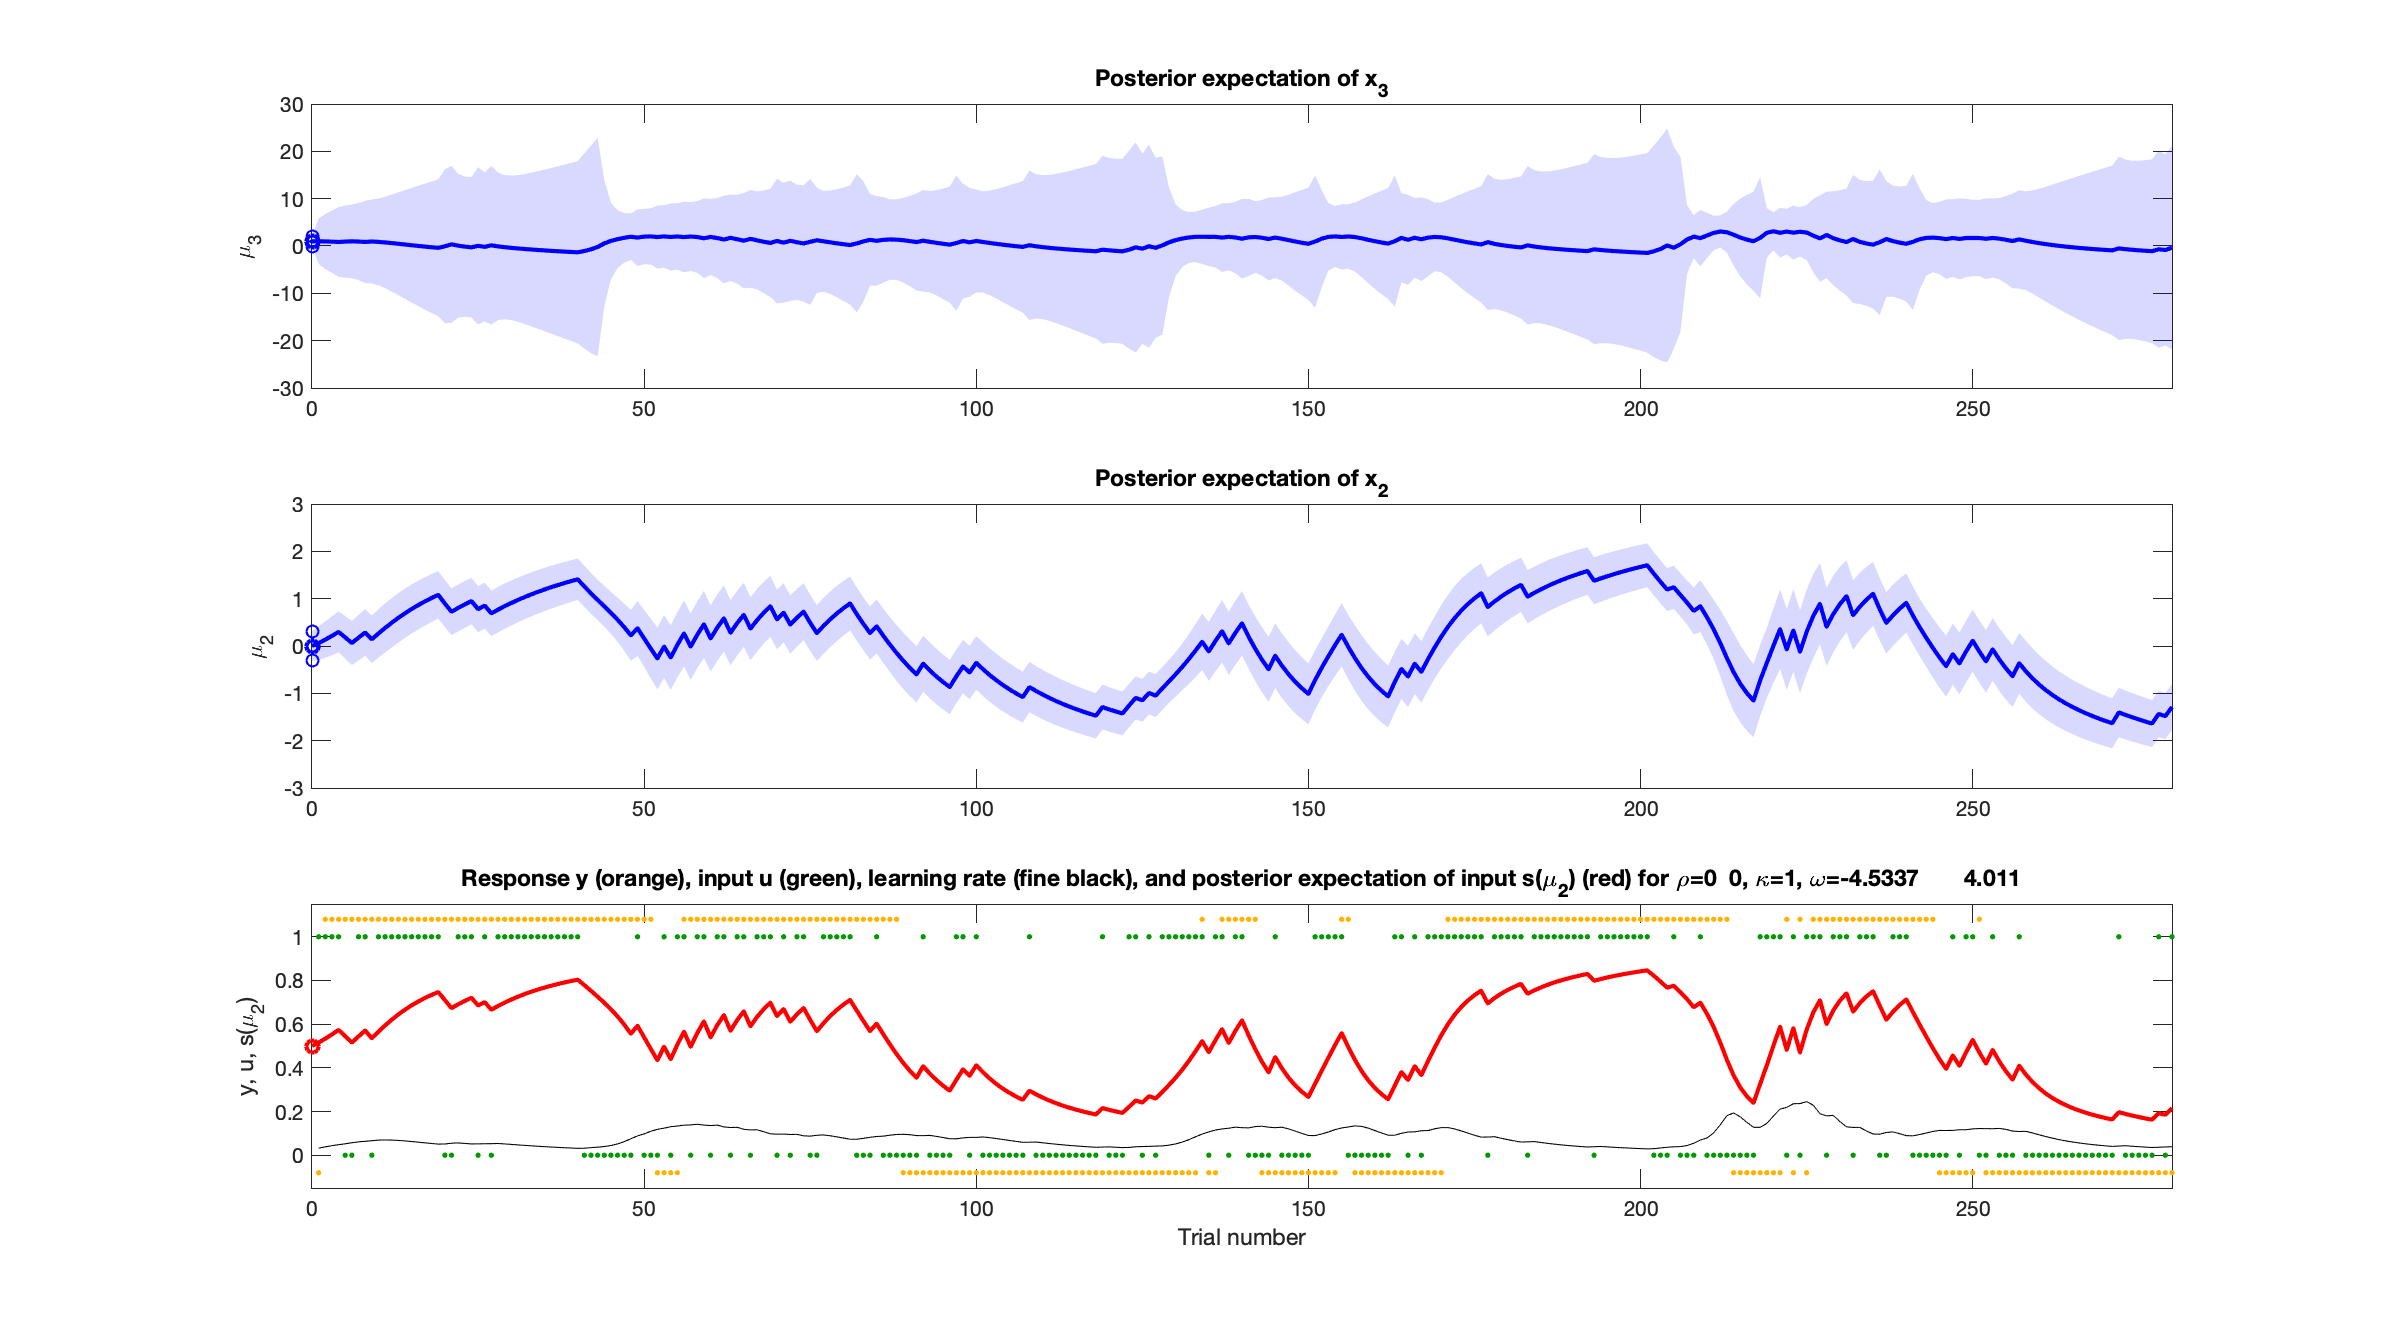 Posterior expectation of x3
30
20
10
0
-10
-20
-30
μ3
0 50 100 150 200 250
Posterior expectation of x2
3
2
1
0
-1
-2
-3
μ2
0 50 100 150 200 250
Response y (orange), input u (green), learning rate (fine black), and posterior expectation of input s(μ2) (red) for ρ=0 0, κ=1, ω=-4.5337 4.011
1
0.8
0.6
0.4
0.2
0
y, u, s(μ2)
0 50 100 150 200 250
Trial number